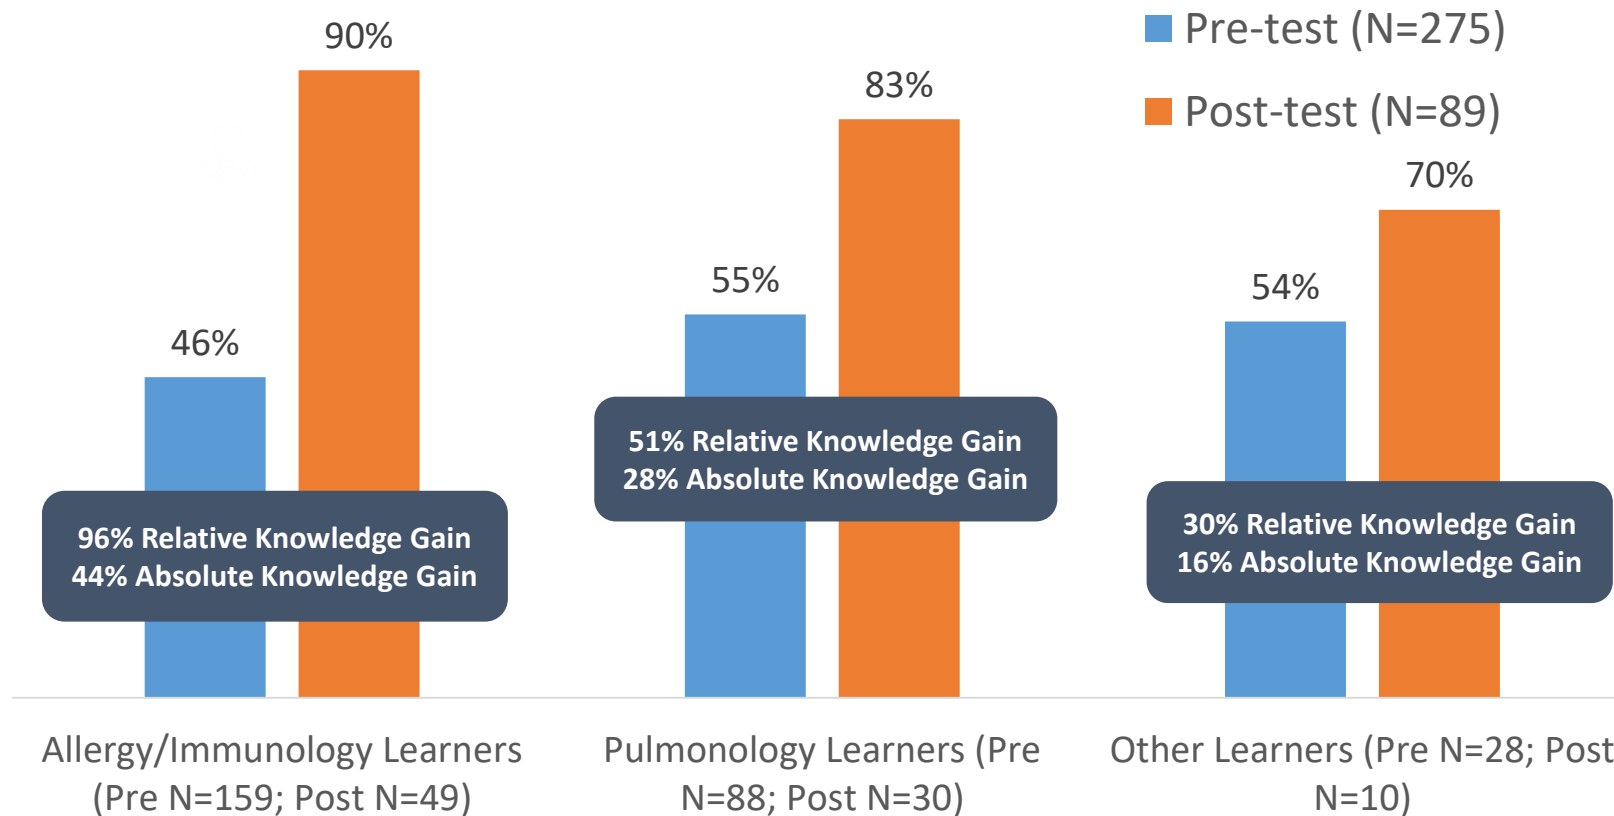 Pre-test (N=275)
Post-test (N=89)
90%
83%
70%
55%
54%
46%
51% Relative Knowledge Gain
28% Absolute Knowledge Gain
96% Relative Knowledge Gain
44% Absolute Knowledge Gain
30% Relative Knowledge Gain
16% Absolute Knowledge Gain
Allergy/Immunology Learners
(Pre N=159; Post N=49)
Pulmonology Learners (Pre
N=88; Post N=30)
Other Learners (Pre N=28; Post
N=10)